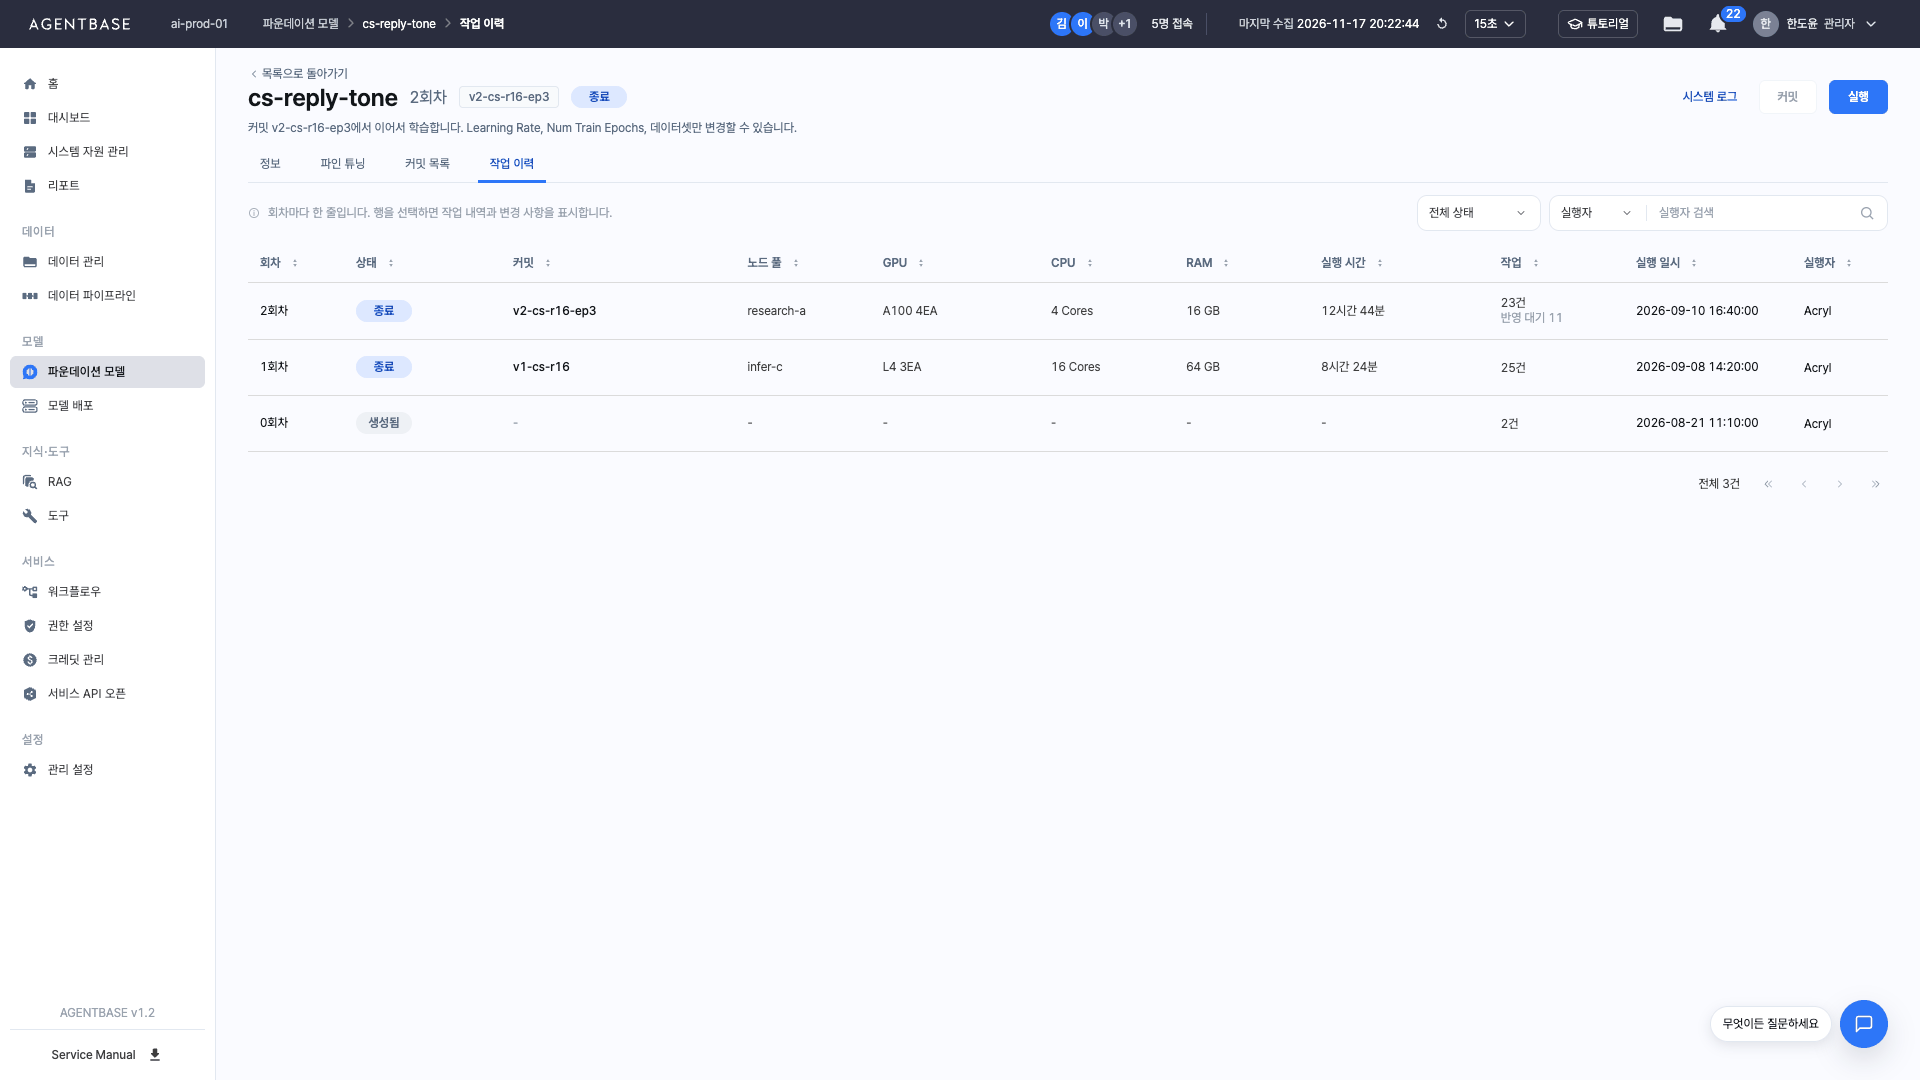 AGENTBASE
ai-prod-01
파운데이션 모델 > cs-reply-tone > 작업 이력
김 이 박 +1 5명 접속
마지막 수집 2026-11-17 20:22:44
15초
튜토리얼
22
한 한도윤 관리자
홈
대시보드
시스템 자원 관리
리포트
데이터
데이터 관리
데이터 파이프라인
모델
파운데이션 모델
모델 배포
지식·도구
RAG
도구
서비스
워크플로우
권한 설정
크레딧 관리
서비스 API 오픈
설정
관리 설정
AGENTBASE v1.2
Service Manual
목록으로 돌아가기
cs-reply-tone 2회차 v2-cs-r16-ep3 종료
시스템 로그 커밋 실행
커밋 v2-cs-r16-ep3에서 이어서 학습합니다. Learning Rate, Num Train Epochs, 데이터셋만 변경할 수 있습니다.
정보 파인 튜닝 커밋 목록 작업 이력
회차마다 한 줄입니다. 행을 선택하면 작업 내역과 변경 사항을 표시합니다.
전체 상태 실행자 실행자 검색
회차 상태 커밋 노드 풀 GPU CPU RAM 실행 시간 작업 실행 일시 실행자
2회차 종료 v2-cs-r16-ep3 research-a A100 4EA 4 Cores 16 GB 12시간 44분 23건 2026-09-10 16:40:00 Acryl
반영 대기 11
1회차 종료 v1-cs-r16 infer-c L4 3EA 16 Cores 64 GB 8시간 24분 25건 2026-09-08 14:20:00 Acryl
0회차 생성됨 - - - - - - 2건 2026-08-21 11:10:00 Acryl
전체 3건
무엇이든 질문하세요